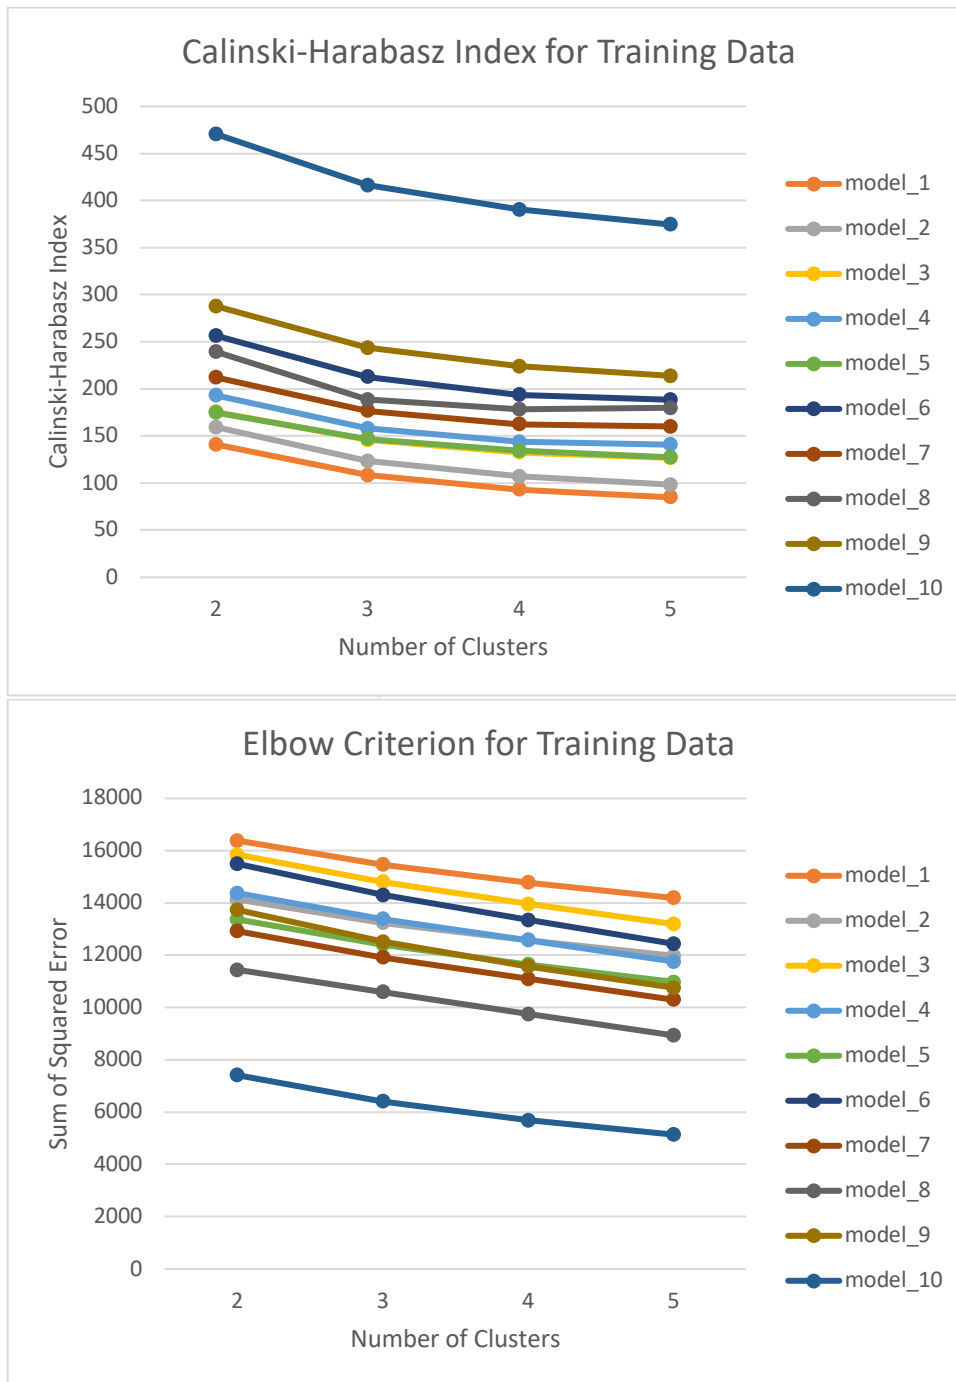 Calinski-Harabasz Index for Training Data
500
450
400
350
300
250
200
150
100
50
0
Calinski-Harabasz Index
2 3 4 5
Number of Clusters
model_1
model_2
model_3
model_4
model_5
model_6
model_7
model_8
model_9
model_10
Elbow Criterion for Training Data
18000
16000
14000
12000
10000
8000
6000
4000
2000
0
Sum of Squared Error
2 3 4 5
Number of Clusters
model_1
model_2
model_3
model_4
model_5
model_6
model_7
model_8
model_9
model_10